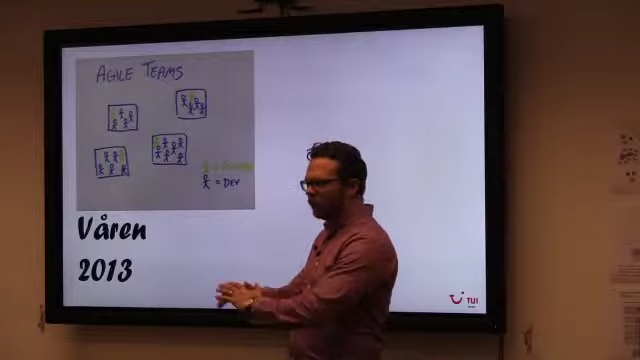 AGILE TEAMS
= DEV
Våren
2013
TUI